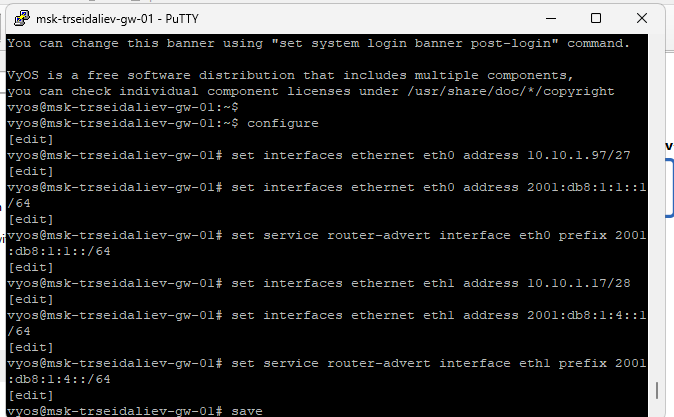 msk-trseidaliev-gw-01 - PuTTY
You can change this banner using "set system login banner post-login" command.
VyOS is a free software distribution that includes multiple components,
you can check individual component licenses under /usr/share/doc/*/copyright
vyos@msk-trseidaliev-gw-01:~$
vyos@msk-trseidaliev-gw-01:~$ configure
[edit]
vyos@msk-trseidaliev-gw-01# set interfaces ethernet eth0 address 10.10.1.97/27
[edit]
vyos@msk-trseidaliev-gw-01# set interfaces ethernet eth0 address 2001:db8:1:1::1
/64
[edit]
vyos@msk-trseidaliev-gw-01# set service router-advert interface eth0 prefix 2001
:db8:1:1::/64
[edit]
vyos@msk-trseidaliev-gw-01# set interfaces ethernet eth1 address 10.10.1.17/28
[edit]
vyos@msk-trseidaliev-gw-01# set interfaces ethernet eth1 address 2001:db8:1:4::1
/64
[edit]
vyos@msk-trseidaliev-gw-01# set service router-advert interface eth1 prefix 2001
:db8:1:4::/64
[edit]
vyos@msk-trseidaliev-gw-01# save